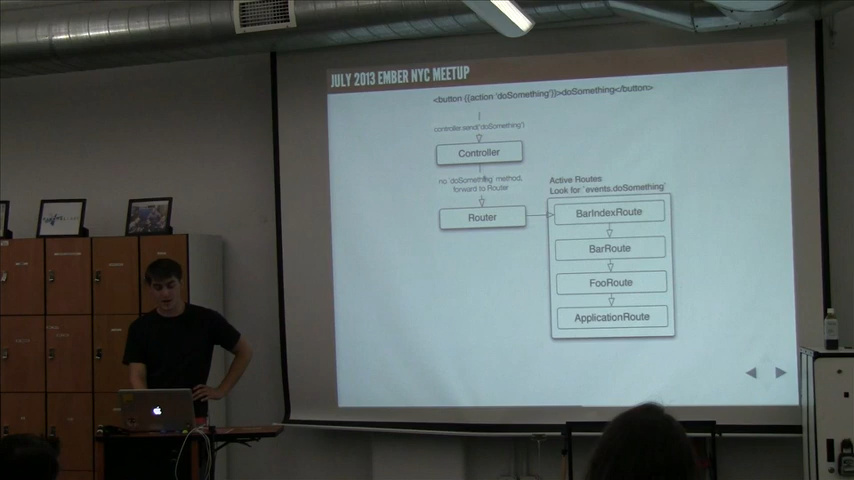 JULY 2013 EMBER NYC MEETUP
<button {{action 'doSomething'}}>doSomething</button>
controller.send('doSomething')
Controller
no 'doSomething' method,
forward to Router
Router
Active Routes
Look for 'events.doSomething'
BarIndexRoute
BarRoute
FooRoute
ApplicationRoute